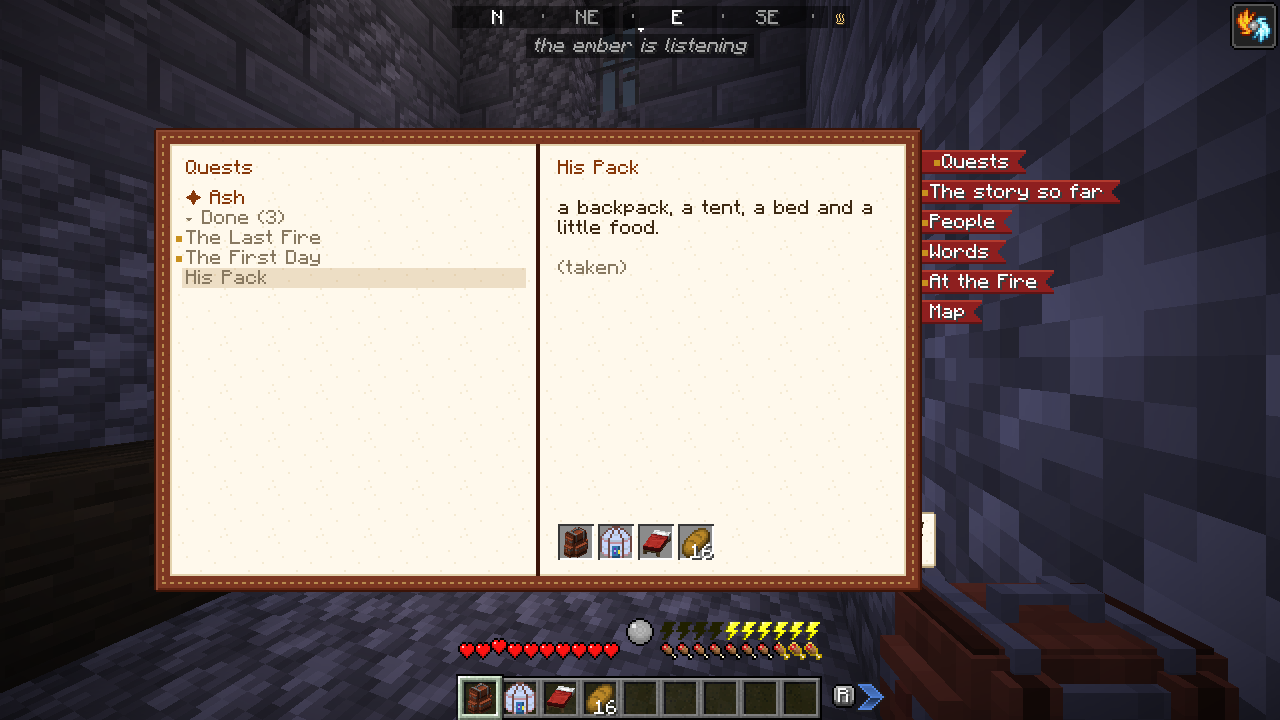 N · NE · E · SE ·
the ember is listening
Quests
Ash
Done (3)
The Last Fire
The First Day
His Pack
His Pack
a backpack, a tent, a bed and a
little food.
(taken)
16
Quests
The story so far
People
Words
At the Fire
Map
16
R